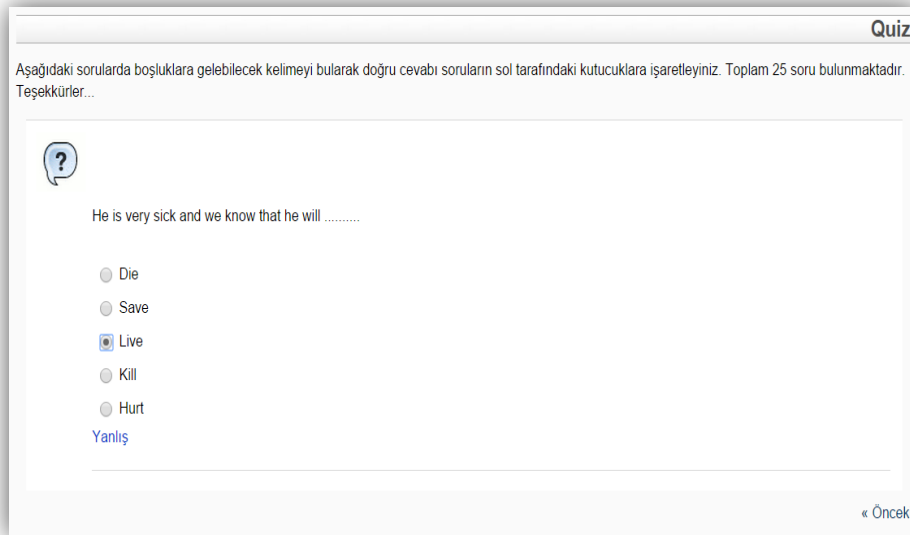 Quiz
Aşağıdaki sorularda boşluklara gelebilecek kelimeyi bularak doğru cevabı soruların sol tarafındaki kutucuklara işaretleyiniz. Toplam 25 soru bulunmaktadır.
Teşekkürler...
?
He is very sick and we know that he will ..........
Die
Save
Live
Kill
Hurt
Yanlış
« Öncek